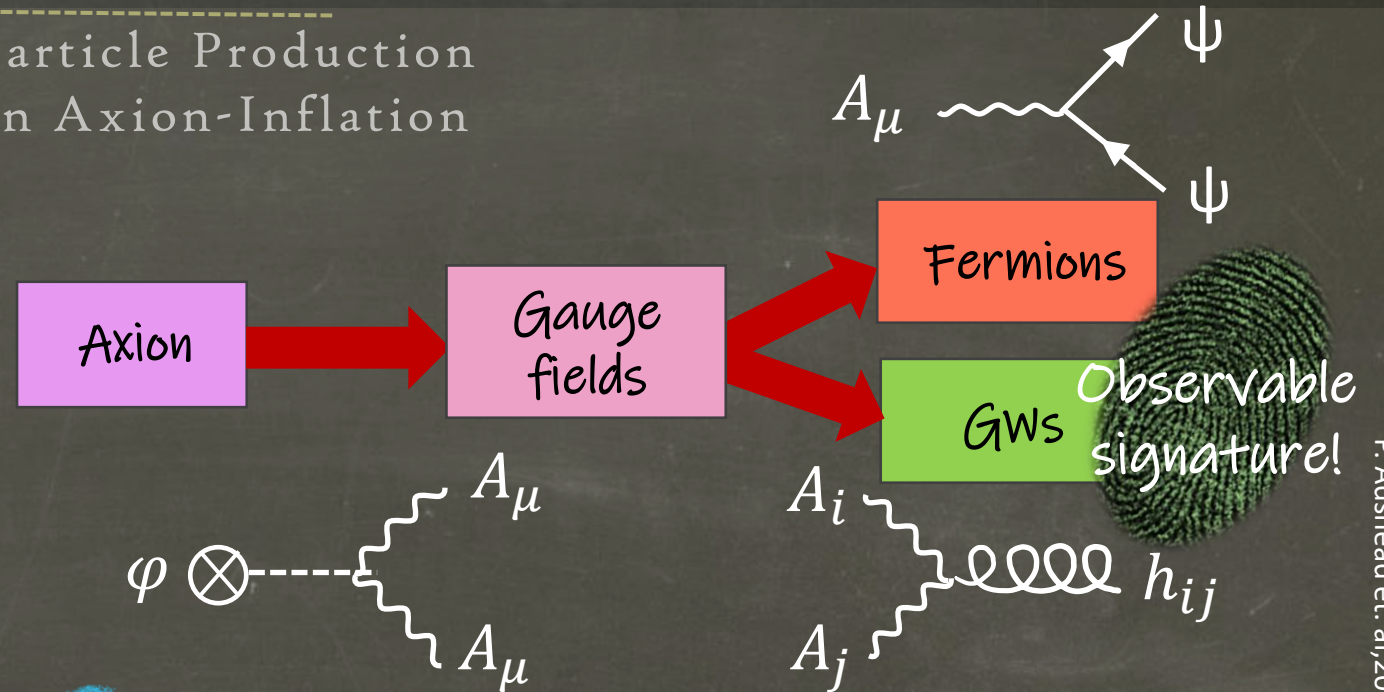 article Production
n Axion-Inflation
A_μ
ψ
ψ
Axion
Gauge
fields
Fermions
GWs
Observable
signature!
φ
A_μ
A_μ
A_i
A_j
h_ij